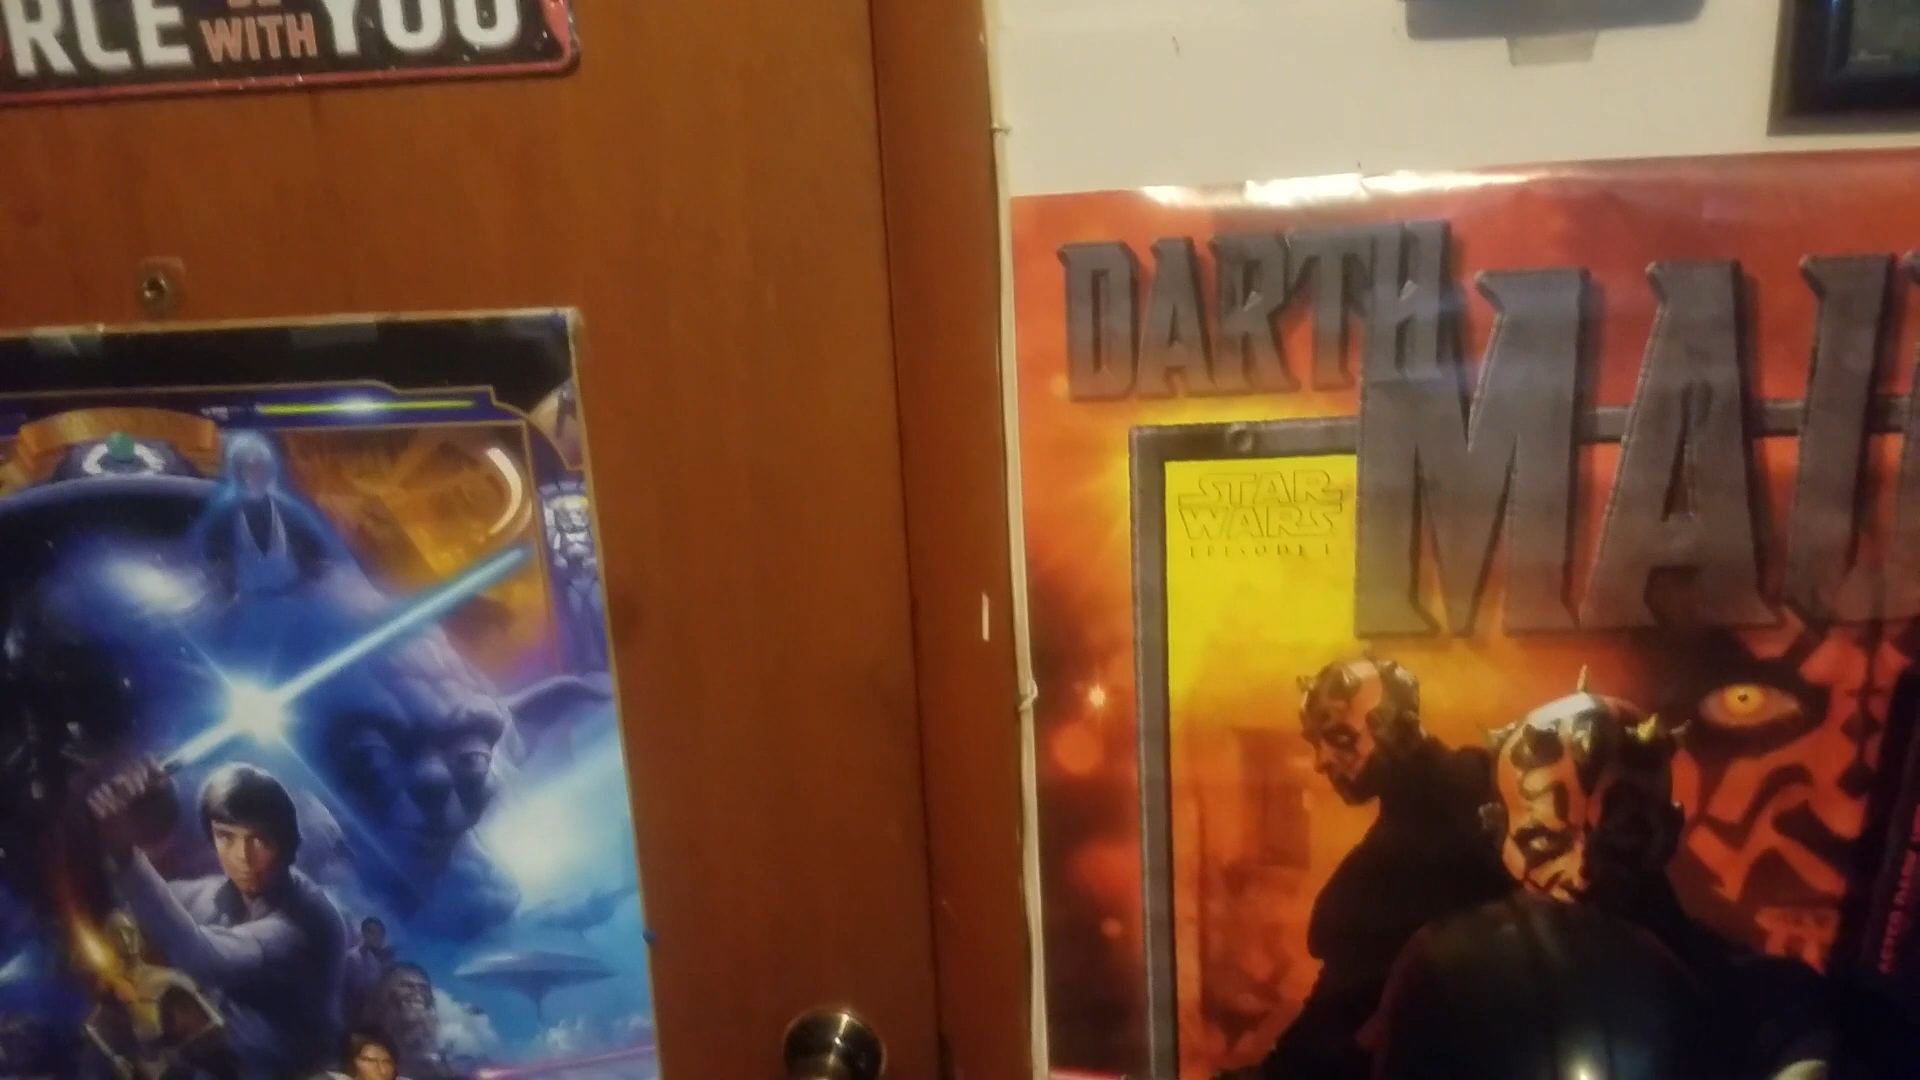 RCE WITH YOU
DARTH
MAU
STAR
WARS
EPISODE I